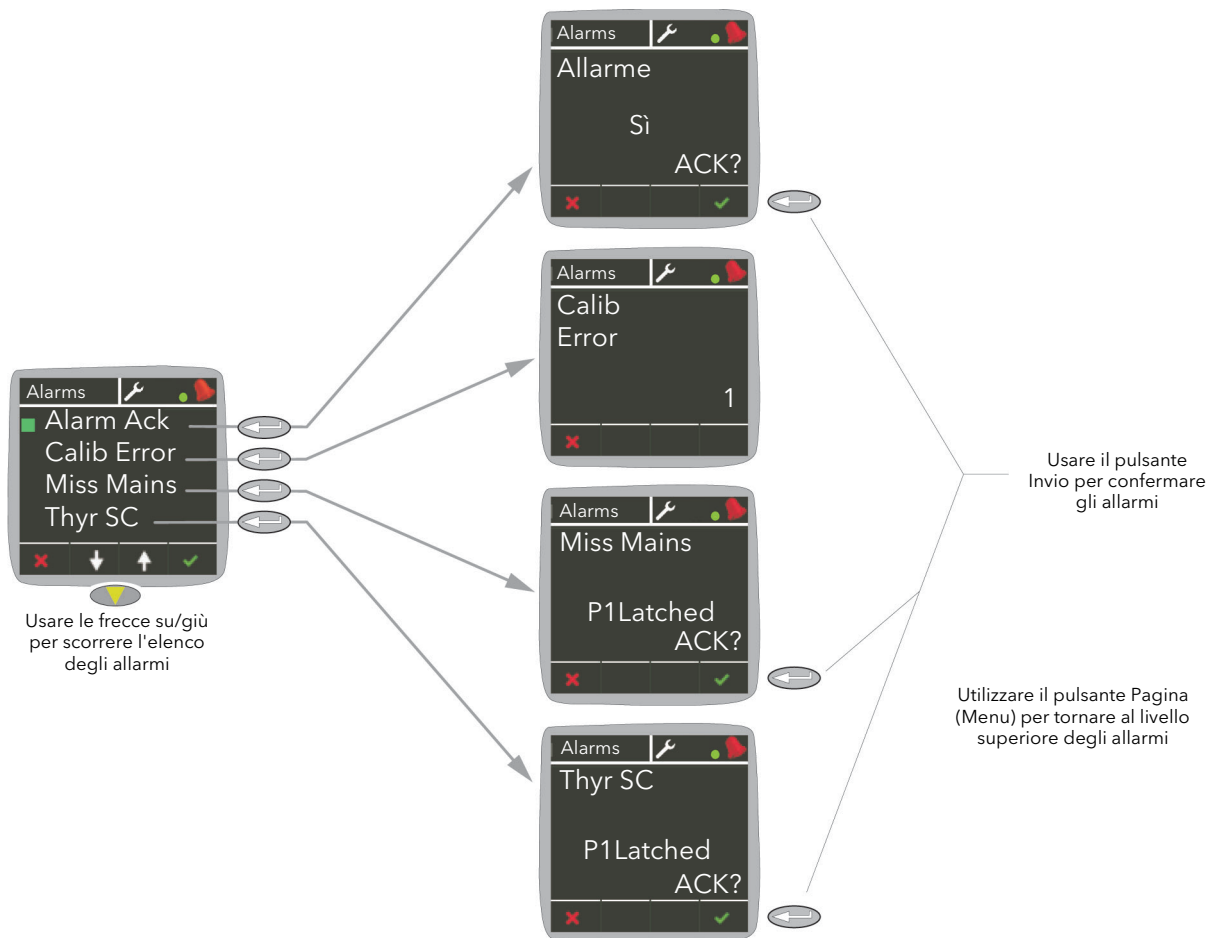 Alarms
Alarm Ack
Calib Error
Miss Mains
Thyr SC
Usare le frecce su/giù
per scorrere l'elenco
degli allarmi
Alarms
Allarme
Sì
ACK?
Alarms
Calib
Error
1
Alarms
Miss Mains
P1Latched
ACK?
Alarms
Thyr SC
P1Latched
ACK?
Usare il pulsante
Invio per confermare
gli allarmi
Utilizzare il pulsante Pagina
(Menu) per tornare al livello
superiore degli allarmi